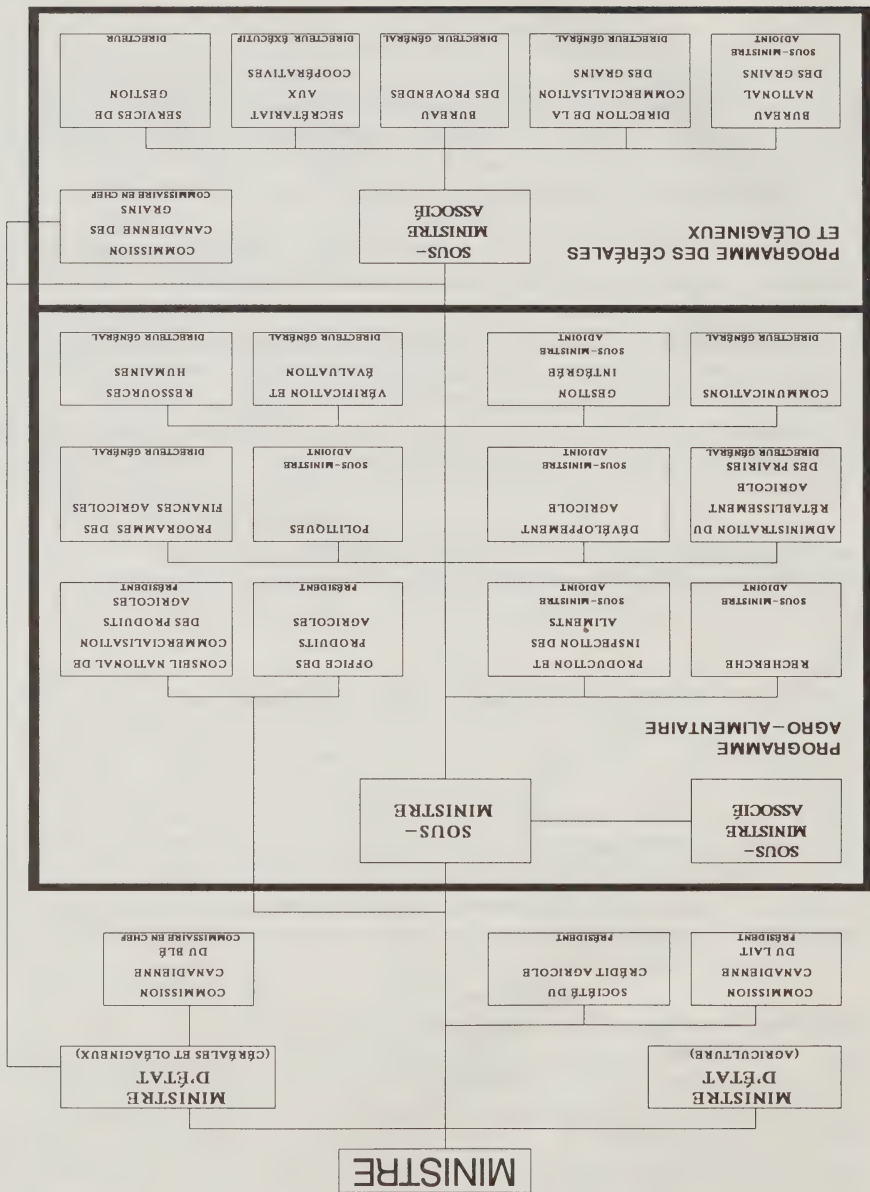 MINISTRE
MINISTRE
D'ÉTAT
(AGRICULTURE)
MINISTRE
D'ÉTAT
(CÉRÉALES ET OLÉAGINEUX)
COMMISSION
CANADIENNE
DU LAIT
PRÉSIDENT
SOCIÉTÉ DU
CRÉDIT AGRICOLE
PRÉSIDENT
COMMISSION
CANADIENNE
DU BLÉ
COMMISSAIRE EN CHEF
SOUS-
MINISTRE
ASSOCIÉ
SOUS-
MINISTRE
PROGRAMME
AGRO-ALIMENTAIRE
RECHERCHE
SOUS-MINISTRE
ADJOINT
PRODUCTION ET
INSPECTION DES
ALIMENTS
SOUS-MINISTRE
ADJOINT
OFFICE DES
PRODUITS
AGRICOLES
PRÉSIDENT
CONSEIL NATIONAL DE
COMMERCIALISATION
DES PRODUITS
AGRICOLES
PRÉSIDENT
ADMINISTRATION DU
RÉTABLISSEMENT
AGRICOLE
DES PRAIRIES
DIRECTEUR GÉNÉRAL
DÉVÉLOPPEMENT
AGRICOLE
SOUS-MINISTRE
ADJOINT
POLITIQUES
SOUS-MINISTRE
ADJOINT
PROGRAMMES DES
FINANCES AGRICOLES
DIRECTEUR GÉNÉRAL
COMMUNICATIONS
DIRECTEUR GÉNÉRAL
GESTION
INTÉGRÉE
SOUS-MINISTRE
ADJOINT
VÉRIFICATION ET
ÉVALUATION
DIRECTEUR GÉNÉRAL
RESSOURCES
HUMAINES
DIRECTEUR GÉNÉRAL
PROGRAMME DES CÉRÉALES
ET OLÉAGINEUX
SOUS-
MINISTRE
ASSOCIÉ
COMMISSION
CANADIENNE DES
GRAINS
COMMISSAIRE EN CHEF
BUREAU
NATIONAL
DES GRAINS
SOUS-MINISTRE
ADJOINT
DIRECTION DE LA
COMMERCIALISATION
DES GRAINS
DIRECTEUR GÉNÉRAL
BUREAU
DES PROVENDES
DIRECTEUR GÉNÉRAL
SECRÉTARIAT
AUX
COOPÉRATIVES
DIRECTEUR ÉXÉCUTIF
SERVICES DE
GESTION
DIRECTEUR